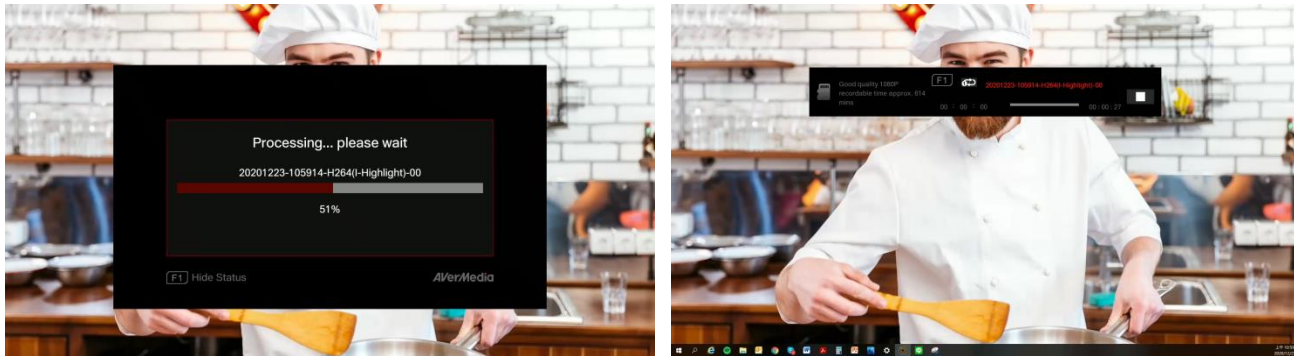 Processing... please wait
20201223-105914-H264(I-Highlight)-00
51%
F1 Hide Status
AVerMedia
Good quality 1080P
recordable time approx. 614
mins
F1
20201223-105914-H264(I-Highlight)-00
00 : 00 : 00
00:00:27